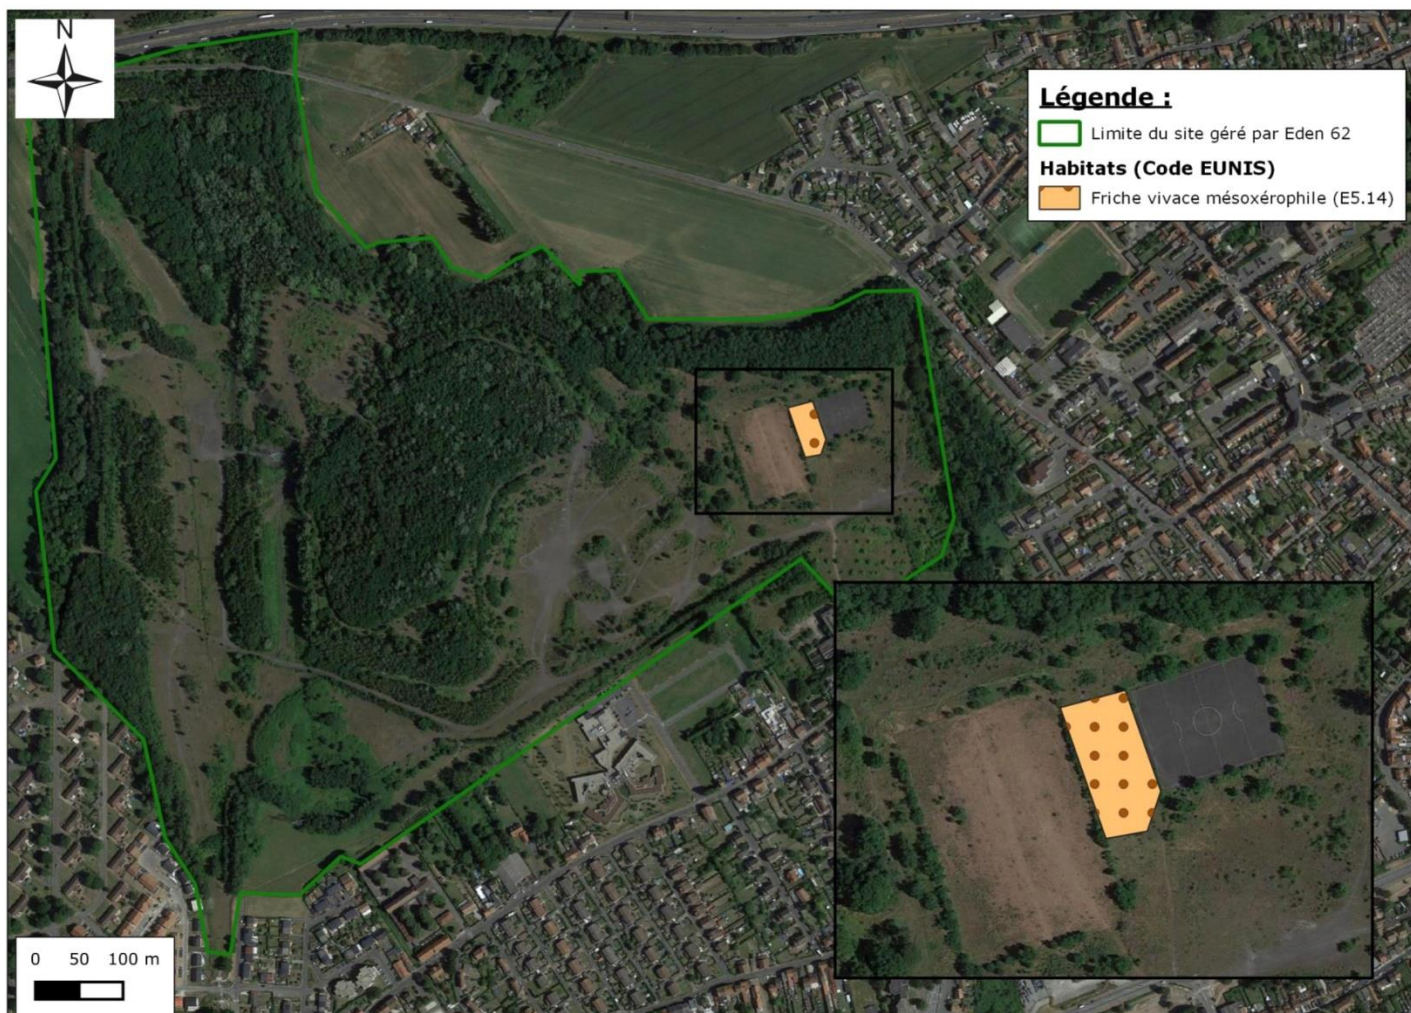 N
Légende :
Limite du site géré par Eden 62
Habitats (Code EUNIS)
Friche vivace mésoxérophile (E5.14)
0 50 100 m